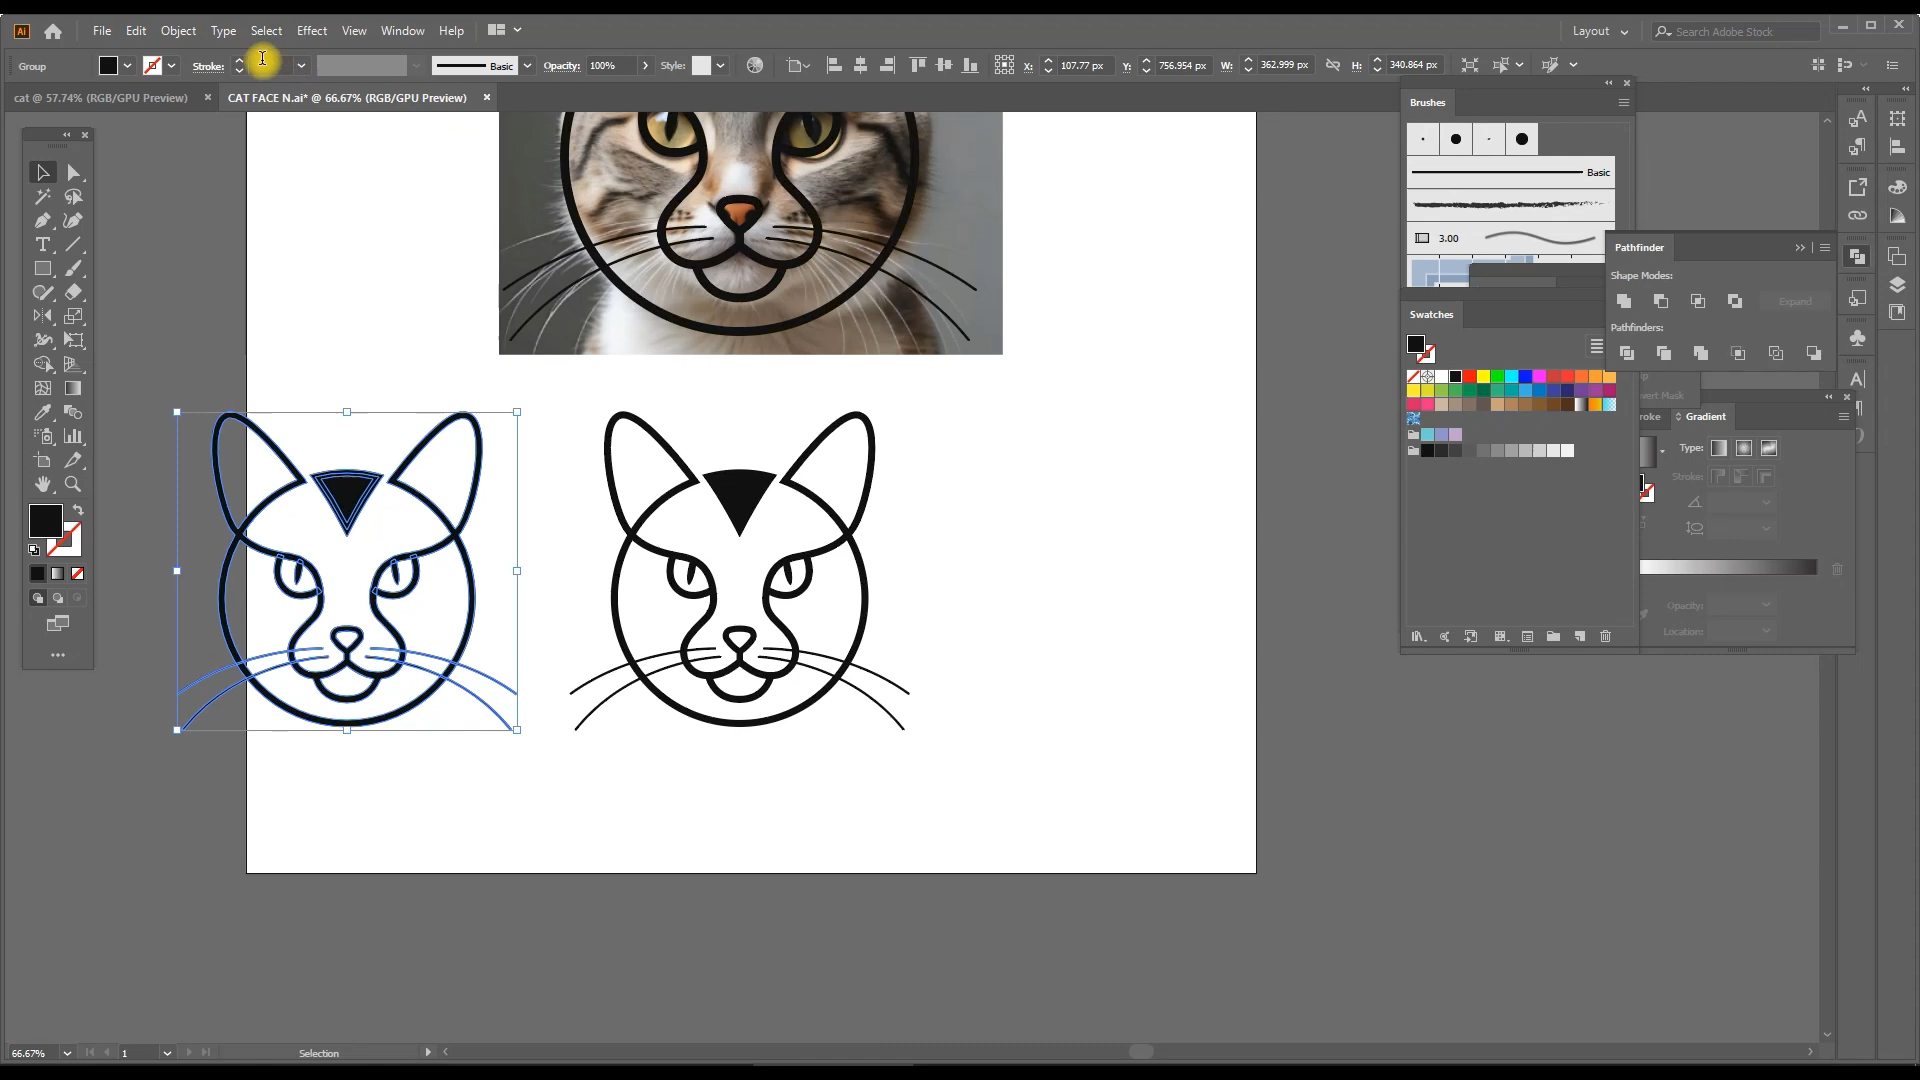 Ai File Edit Object Type Select Effect View Window Help Layout Search Adobe Stock
Group Stroke: Basic Opacity: 100% Style: X: 107.77 px Y: 756.954 px W: 362.999 px H: 340.864 px
cat @ 57.74% (RGB/GPU Preview) × CAT FACE N.ai* @ 66.67% (RGB/GPU Preview) ×
Brushes
Basic
3.00
Pathfinder
Shape Modes:
Expand
Pathfinders:
Swatches
vert Mask
roke Gradient
Type:
Stroke:
Opacity:
Location:
66.67% 1 Selection